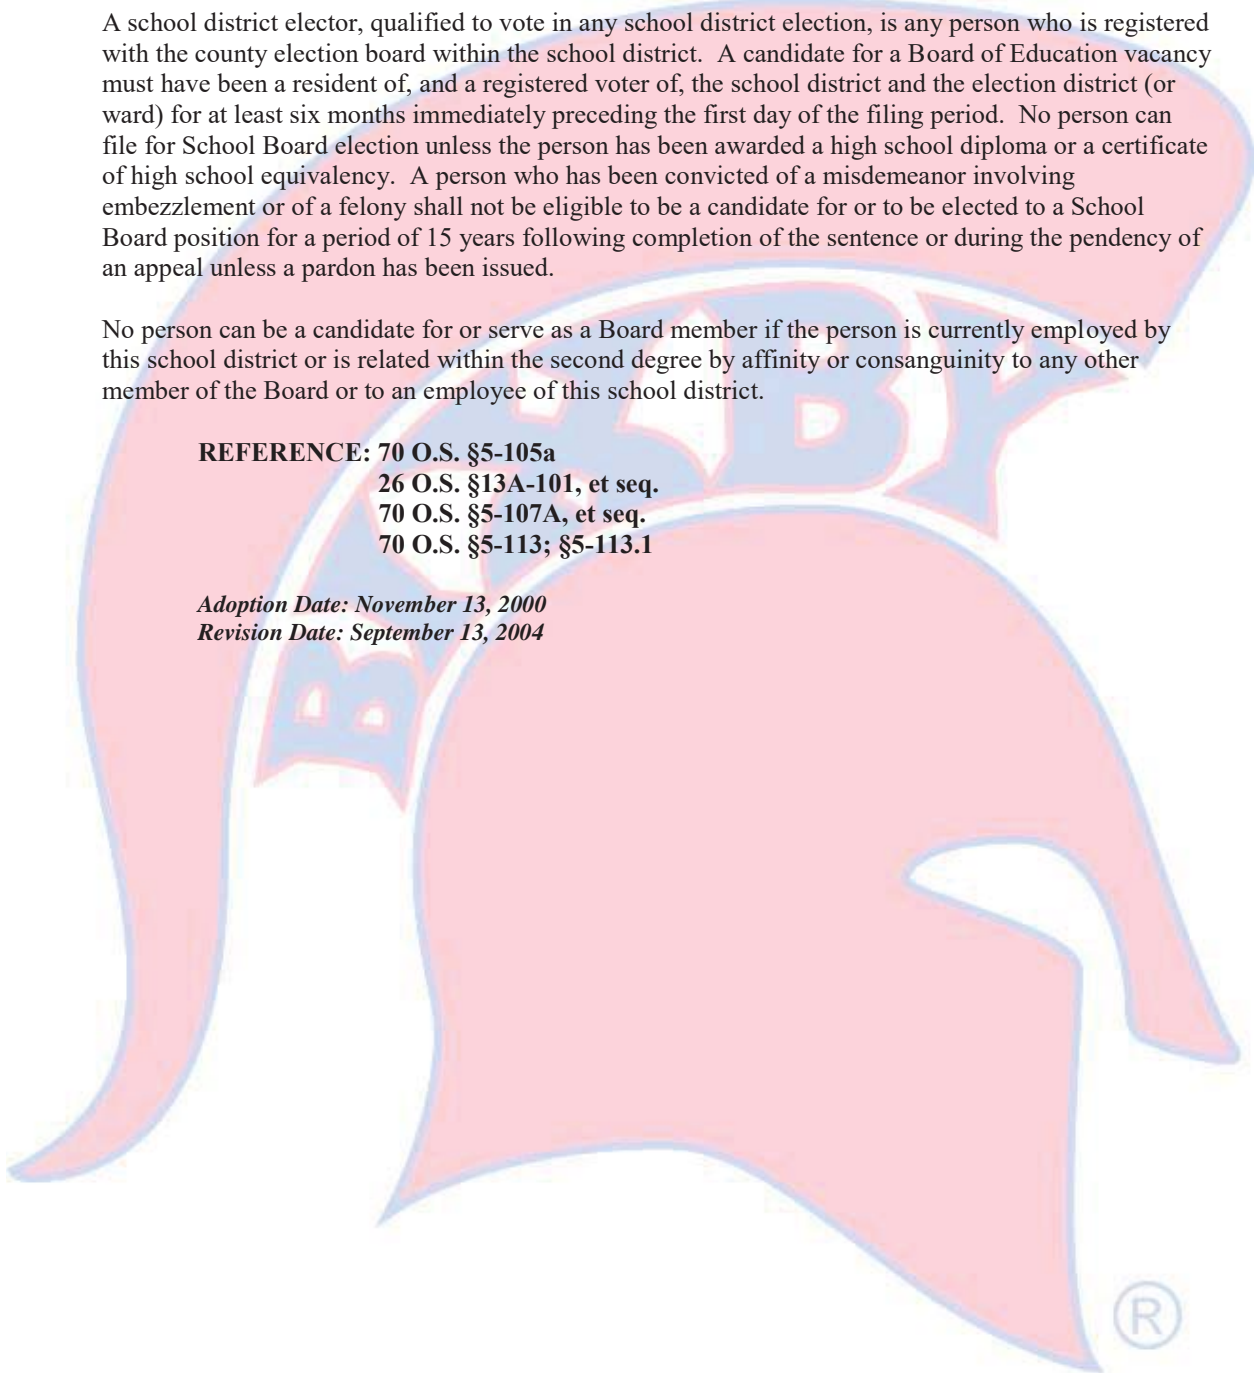 A school district elector, qualified to vote in any school district election, is any person who is registered
with the county election board within the school district.  A candidate for a Board of Education vacancy
must have been a resident of, and a registered voter of, the school district and the election district (or
ward) for at least six months immediately preceding the first day of the filing period.  No person can
file for School Board election unless the person has been awarded a high school diploma or a certificate
of high school equivalency.  A person who has been convicted of a misdemeanor involving
embezzlement or of a felony shall not be eligible to be a candidate for or to be elected to a School
Board position for a period of 15 years following completion of the sentence or during the pendency of
an appeal unless a pardon has been issued.
No person can be a candidate for or serve as a Board member if the person is currently employed by
this school district or is related within the second degree by affinity or consanguinity to any other
member of the Board or to an employee of this school district.
REFERENCE: 70 O.S. §5-105a
26 O.S. §13A-101, et seq.
70 O.S. §5-107A, et seq.
70 O.S. §5-113; §5-113.1
Adoption Date: November 13, 2000
Revision Date: September 13, 2004
BIXBY
®